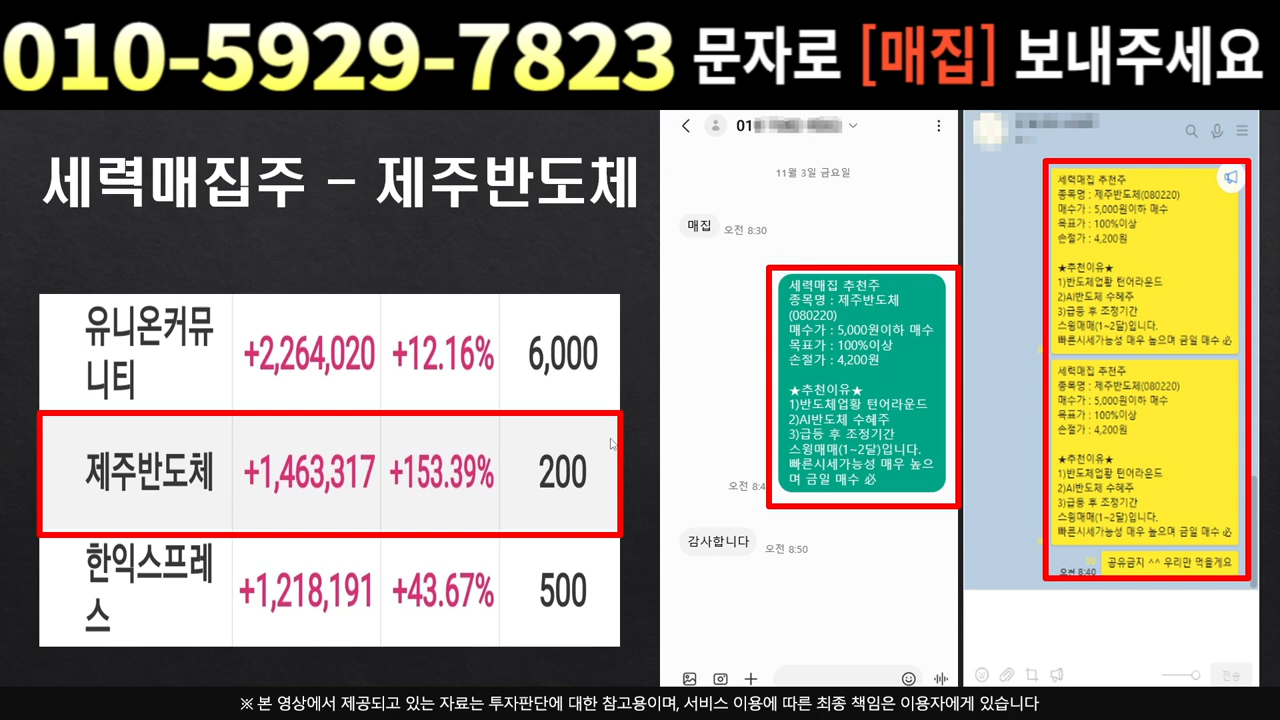 010-5929-7823 문자로 [매집] 보내주세요
세력매집주 - 제주반도체
유니온커뮤
니티
+2,264,020 +12.16% 6,000
제주반도체 +1,463,317 +153.39% 200
한익스프레
스
+1,218,191 +43.67% 500
01
11월 3일 금요일
매집 오전 8:30
세력매집 추천주
종목명 : 제주반도체
(080220)
매수가 : 5,000원이하 매수
목표가 : 100%이상
손절가 : 4,200원
★추천이유★
1)반도체업황 턴어라운드
2)AI반도체 수혜주
3)급등 후 조정기간
스윙매매(1~2달)입니다.
빠른시세가능성 매우 높으
며 금일 매수 必
오전 8:4
감사합니다 오전 8:50
세력매집 추천주
종목명 : 제주반도체(080220)
매수가 : 5,000원이하 매수
목표가 : 100%이상
손절가 : 4,200원
★추천이유★
1)반도체업황 턴어라운드
2)AI반도체 수혜주
3)급등 후 조정기간
스윙매매(1~2달)입니다.
빠른시세가능성 매우 높으며 금일 매수 必
세력매집 추천주
종목명 : 제주반도체(080220)
매수가 : 5,000원이하 매수
목표가 : 100%이상
손절가 : 4,200원
★추천이유★
1)반도체업황 턴어라운드
2)AI반도체 수혜주
3)급등 후 조정기간
스윙매매(1~2달)입니다.
빠른시세가능성 매우 높으며 금일 매수 必
오전 8:40 공유금지 ^^ 우리만 먹을게요
전송
※ 본 영상에서 제공되고 있는 자료는 투자판단에 대한 참고용이며, 서비스 이용에 따른 최종 책임은 이용자에게 있습니다